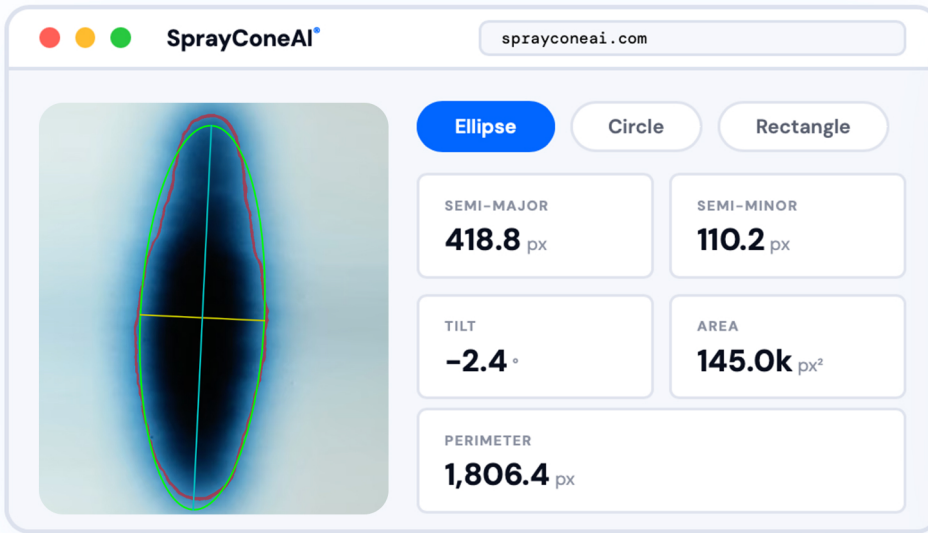 SprayConeAI
sprayconeai.com
Ellipse
Circle
Rectangle
SEMI-MAJOR
418.8 px
SEMI-MINOR
110.2 px
TILT
-2.4 °
AREA
145.0k px²
PERIMETER
1,806.4 px